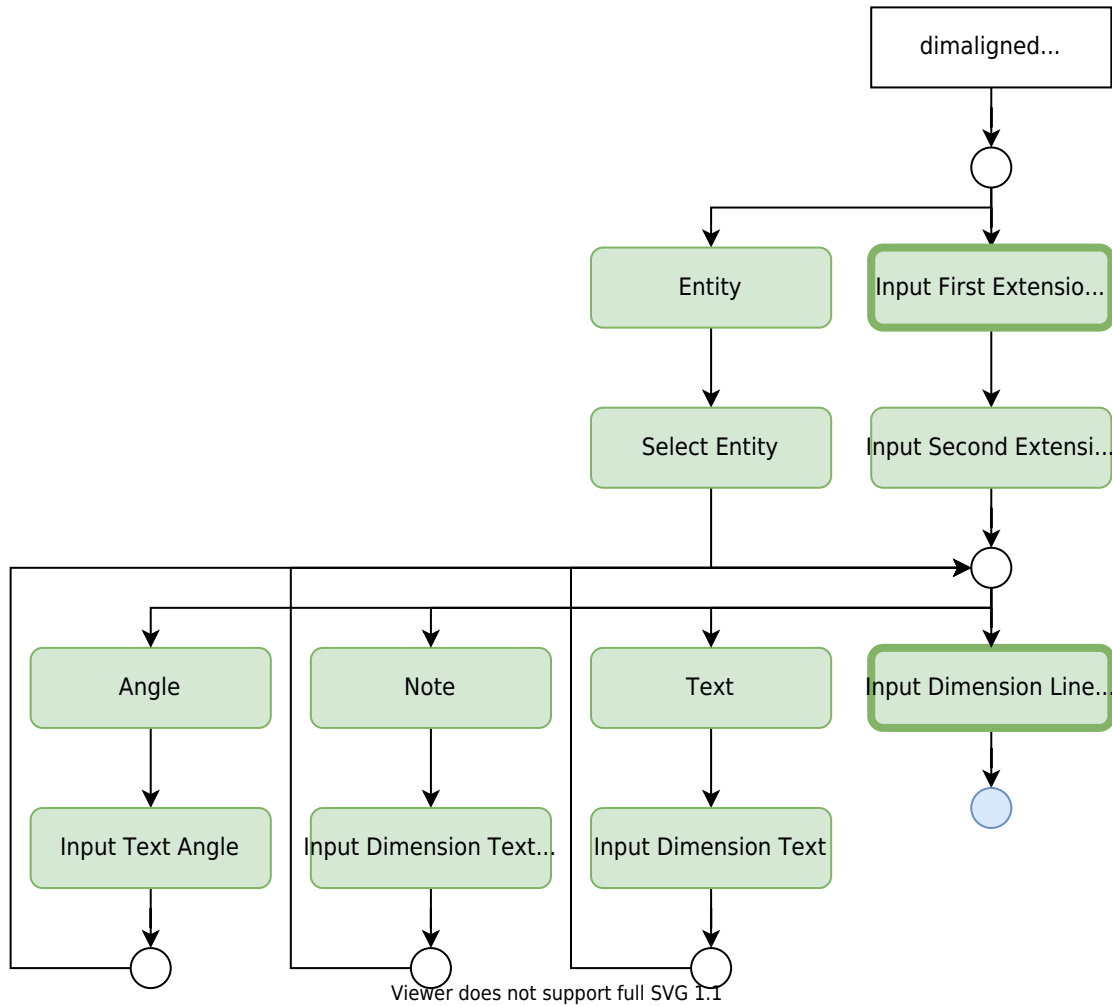 dimaligned...
Entity
Input First Extensio...
Select Entity
Input Second Extensi...
Angle
Note
Text
Input Dimension Line...
Input Text Angle
Input Dimension Text...
Input Dimension Text
Viewer does not support full SVG 1.1